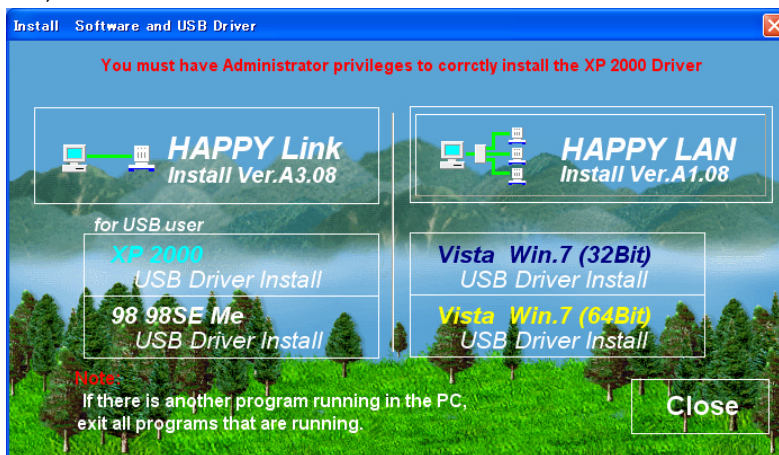 Install Software and USB Driver
You must have Administrator privileges to corrctly install the XP 2000 Driver
HAPPY Link
Install Ver.A3.08
HAPPY LAN
Install Ver.A1.08
for USB user
XP 2000
USB Driver Install
98 98SE Me
USB Driver Install
Vista Win.7 (32Bit)
USB Driver Install
Vista Win.7 (64Bit)
USB Driver Install
Note:
If there is another program running in the PC,
exit all programs that are running.
Close